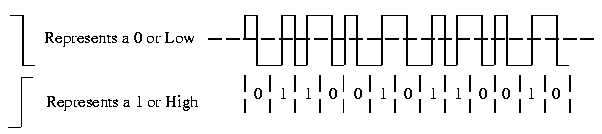 Represents a 0 or Low
Represents a 1 or High
0 1 1 0 0 1 0 1 1 0 0 1 0